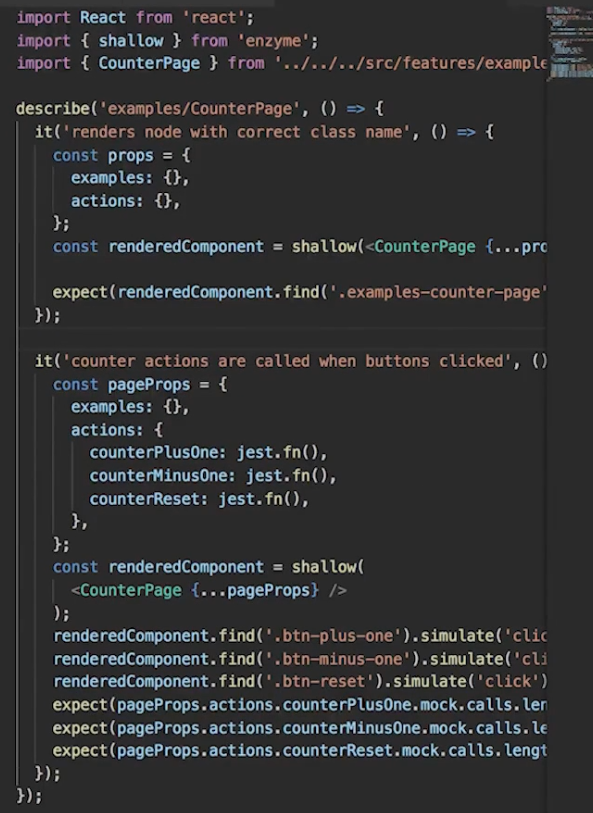 import React from 'react';
import { shallow } from 'enzyme';
import { CounterPage } from '../../../src/features/example
describe('examples/CounterPage', () => {
it('renders node with correct class name', () => {
const props = {
examples: {},
actions: {},
};
const renderedComponent = shallow(<CounterPage {...pro
expect(renderedComponent.find('.examples-counter-page'
});
it('counter actions are called when buttons clicked', ()
const pageProps = {
examples: {},
actions: {
counterPlusOne: jest.fn(),
counterMinusOne: jest.fn(),
counterReset: jest.fn(),
},
};
const renderedComponent = shallow(
<CounterPage {...pageProps} />
);
renderedComponent.find('.btn-plus-one').simulate('clic
renderedComponent.find('.btn-minus-one').simulate('cli
renderedComponent.find('.btn-reset').simulate('click')
expect(pageProps.actions.counterPlusOne.mock.calls.len
expect(pageProps.actions.counterMinusOne.mock.calls.le
expect(pageProps.actions.counterReset.mock.calls.lengt
});
});